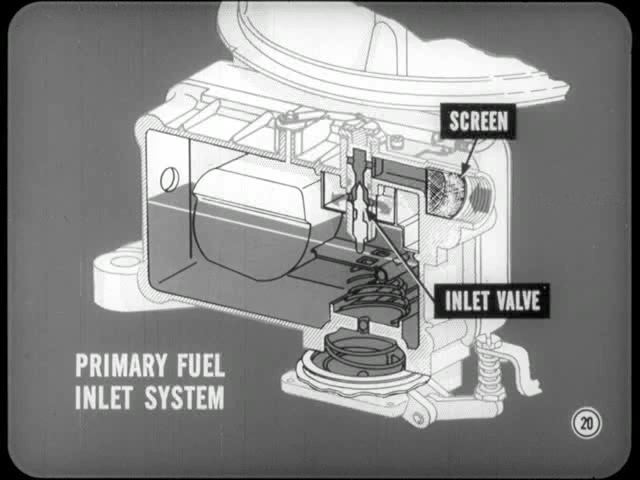 SCREEN
INLET VALVE
PRIMARY FUEL
INLET SYSTEM
20